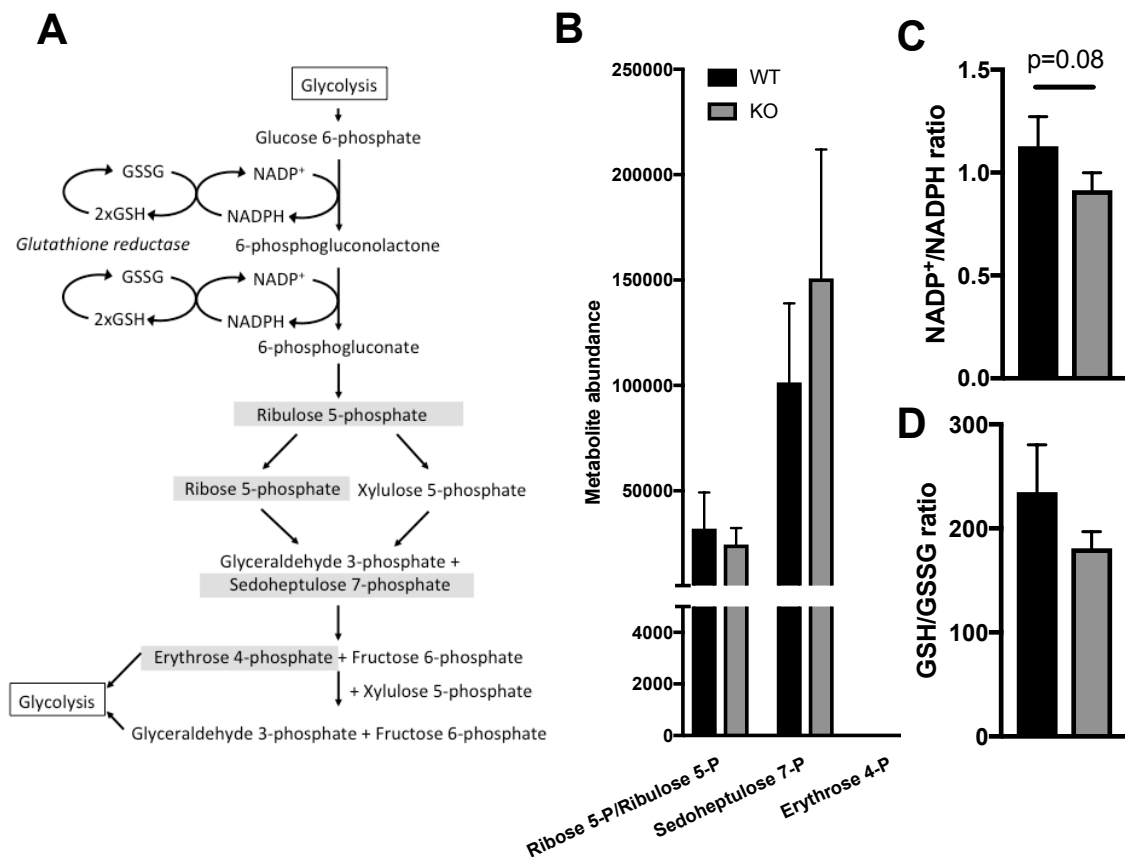 A
Glycolysis
Glucose 6-phosphate
GSSG
NADP⁺
2xGSH
NADPH
Glutathione reductase
6-phosphogluconolactone
GSSG
NADP⁺
2xGSH
NADPH
6-phosphogluconate
Ribulose 5-phosphate
Ribose 5-phosphate
Xylulose 5-phosphate
Glyceraldehyde 3-phosphate +
Sedoheptulose 7-phosphate
Erythrose 4-phosphate + Fructose 6-phosphate
+ Xylulose 5-phosphate
Glycolysis
Glyceraldehyde 3-phosphate + Fructose 6-phosphate
B
WT
KO
Metabolite abundance
250000
200000
150000
100000
50000
4000
2000
0
Ribose 5-P/Ribulose 5-P
Sedoheptulose 7-P
Erythrose 4-P
C
p=0.08
NADP⁺/NADPH ratio
1.5
1.0
0.5
0.0
D
GSH/GSSG ratio
300
200
100
0